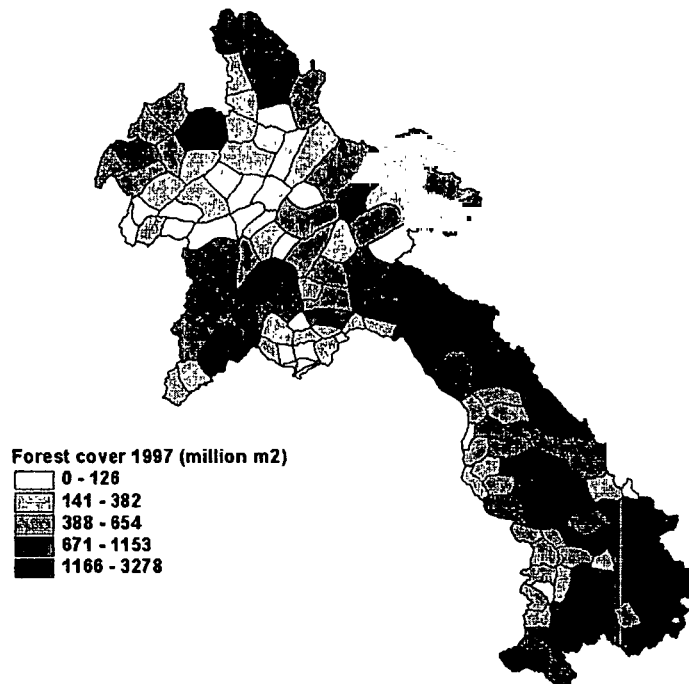 Forest cover 1997 (million m2)
0 - 126
141 - 382
388 - 654
671 - 1153
1166 - 3278